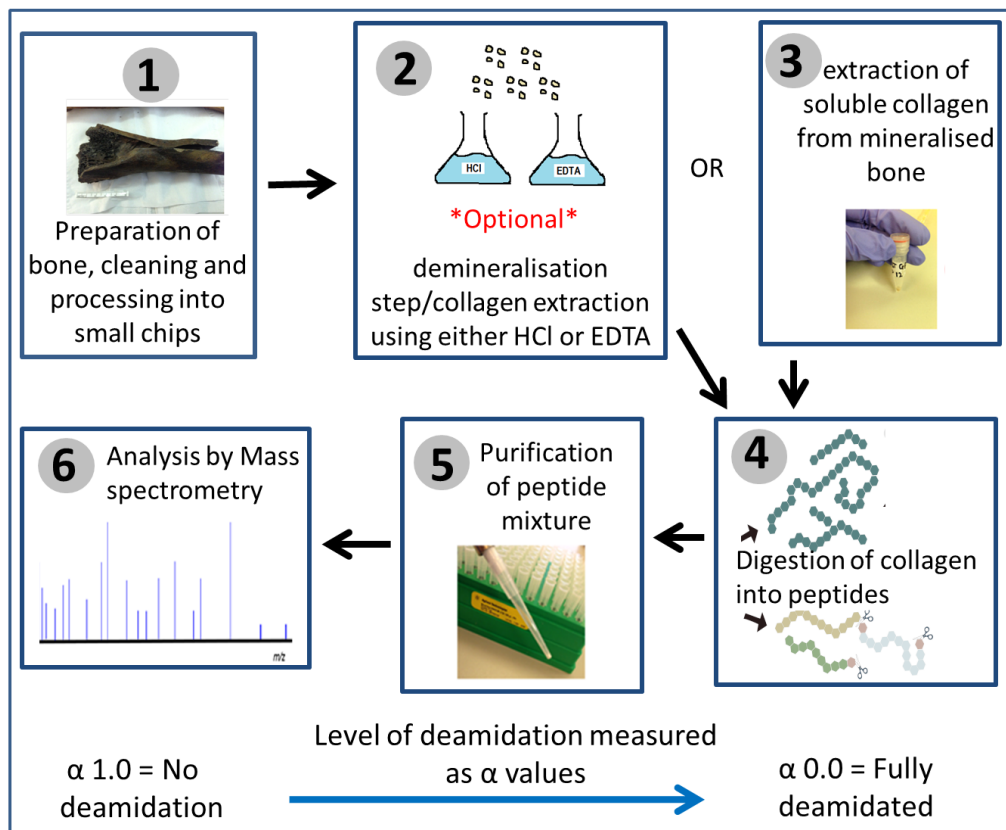 1
Preparation of
bone, cleaning and
processing into
small chips
2
HCl
EDTA
*Optional*
demineralisation
step/collagen extraction
using either HCl or EDTA
OR
3
extraction of
soluble collagen
from mineralised
bone
4
Digestion of collagen
into peptides
5
Purification
of peptide
mixture
6
Analysis by Mass
spectrometry
m/z
Level of deamidation measured
as α values
α 1.0 = No
deamidation
α 0.0 = Fully
deamidated